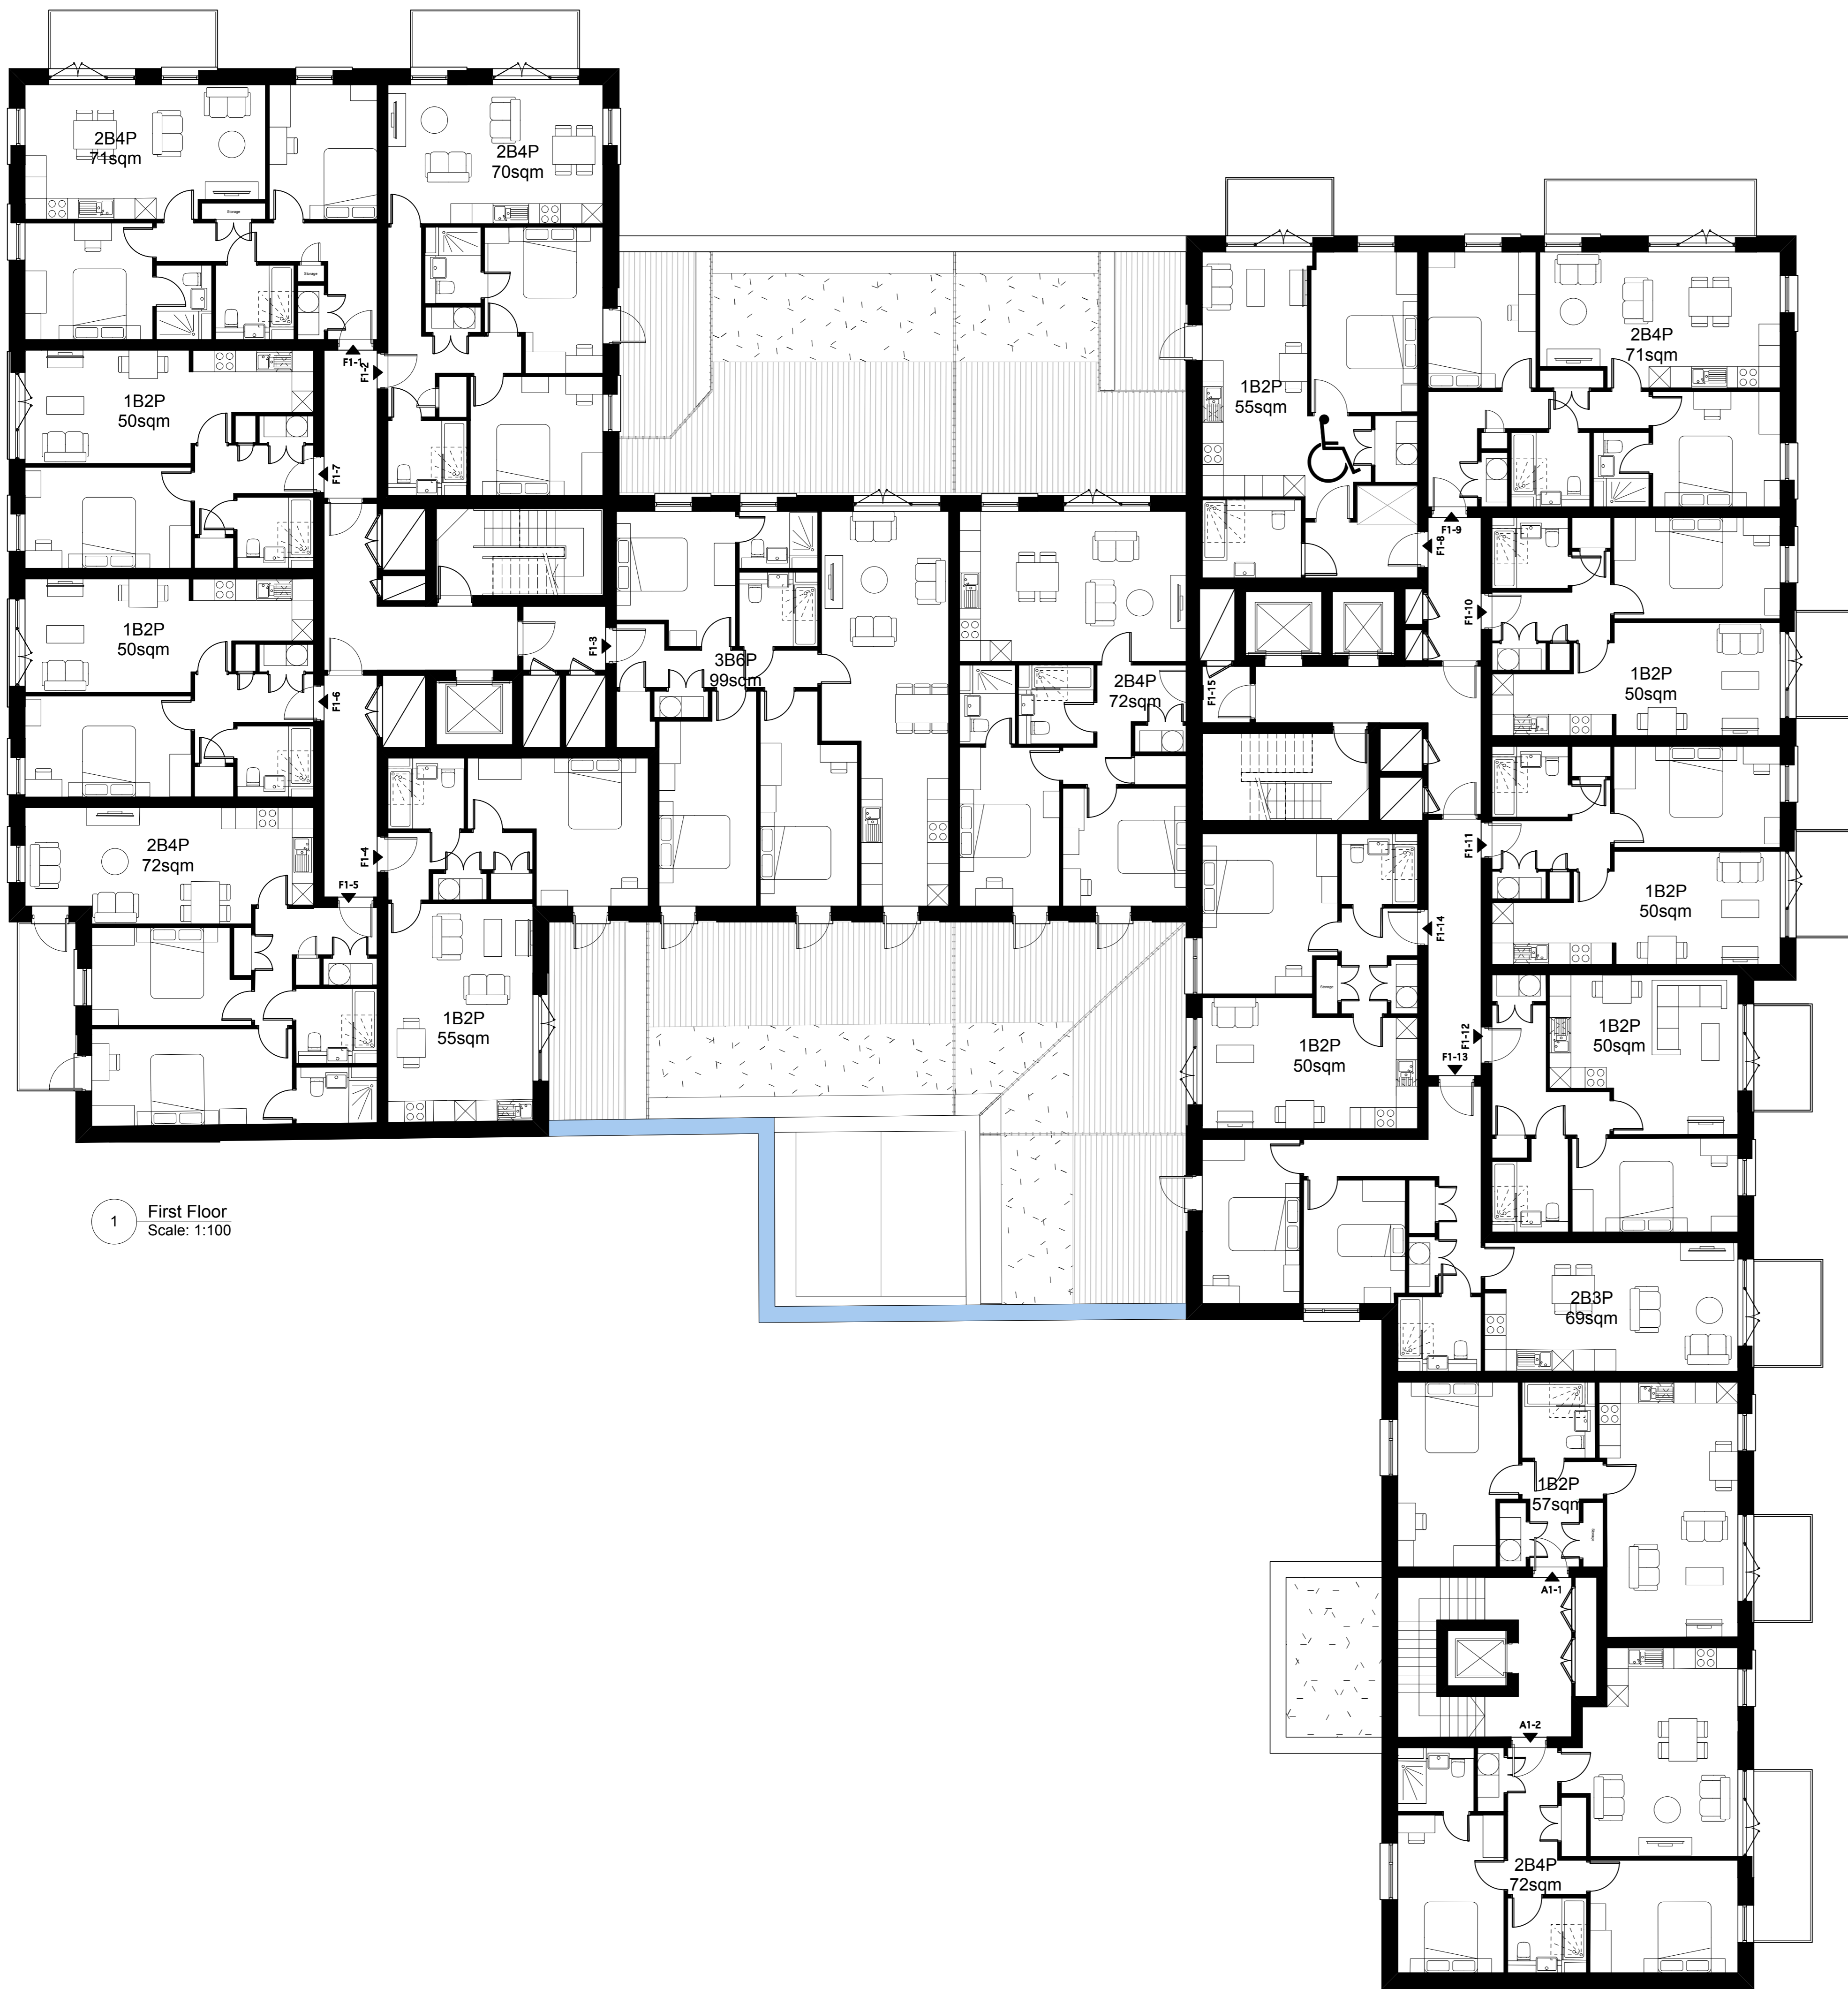 2B4P
71sqm
Storage
Storage
2B4P
70sqm
F1-1
F1-2
1B2P
50sqm
F1-7
1B2P
50sqm
F1-6
F1-3
3B6P
99sqm
2B4P
72sqm
F1-15
2B4P
72sqm
F1-4
F1-5
1B2P
55sqm
1B2P
55sqm
2B4P
71sqm
F1-9
F1-8
F1-10
1B2P
50sqm
F1-11
1B2P
50sqm
F1-14
Storage
1B2P
50sqm
F1-12
F1-13
1B2P
50sqm
2B3P
69sqm
1B2P
57sqm
Storage
A1-1
A1-2
2B4P
72sqm
1
First Floor
Scale: 1:100